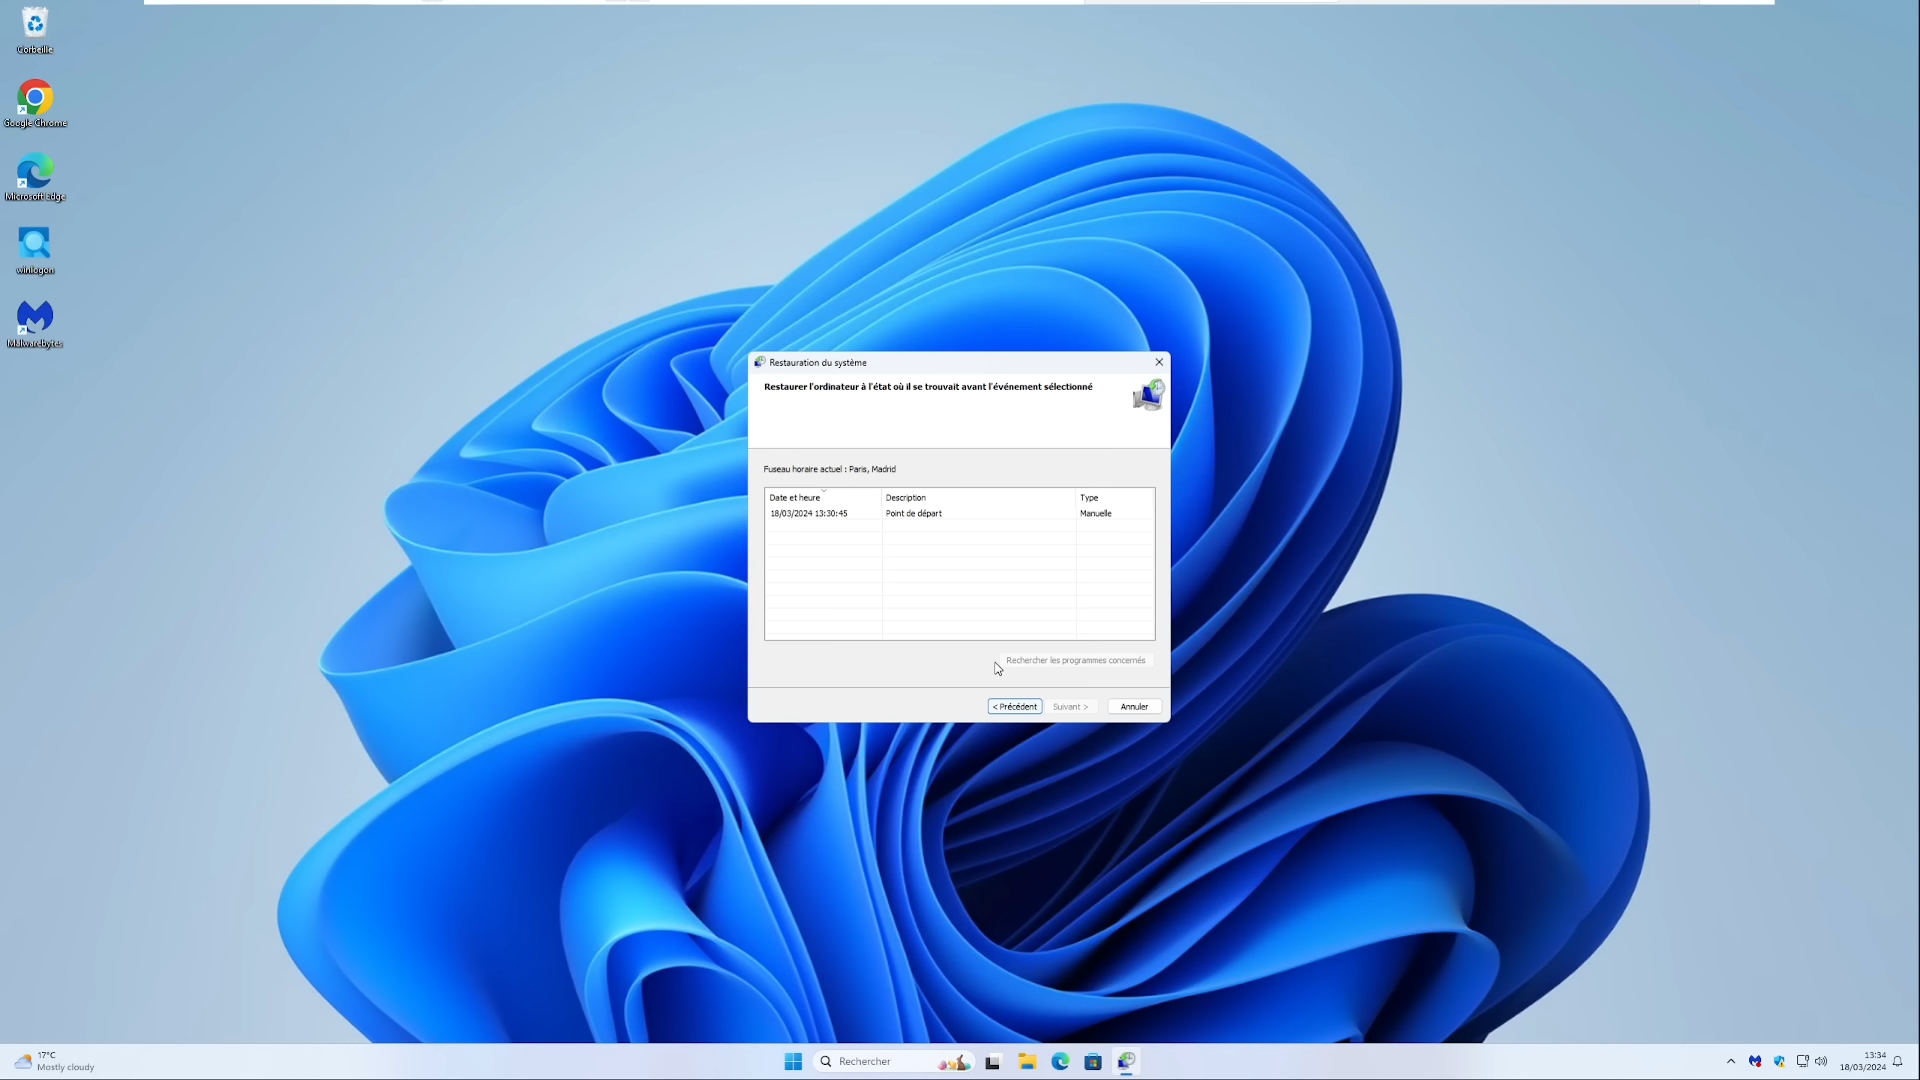 Corbeille
Google Chrome
Microsoft Edge
winlogon
Malwarebytes
Restauration du système
Restaurer l'ordinateur à l'état où il se trouvait avant l'événement sélectionné
Fuseau horaire actuel : Paris, Madrid
Date et heure Description Type
18/03/2024 13:30:45 Point de départ Manuelle
Rechercher les programmes concernés
< Précédent Suivant > Annuler
17°C
Mostly cloudy
Rechercher
13:34
18/03/2024